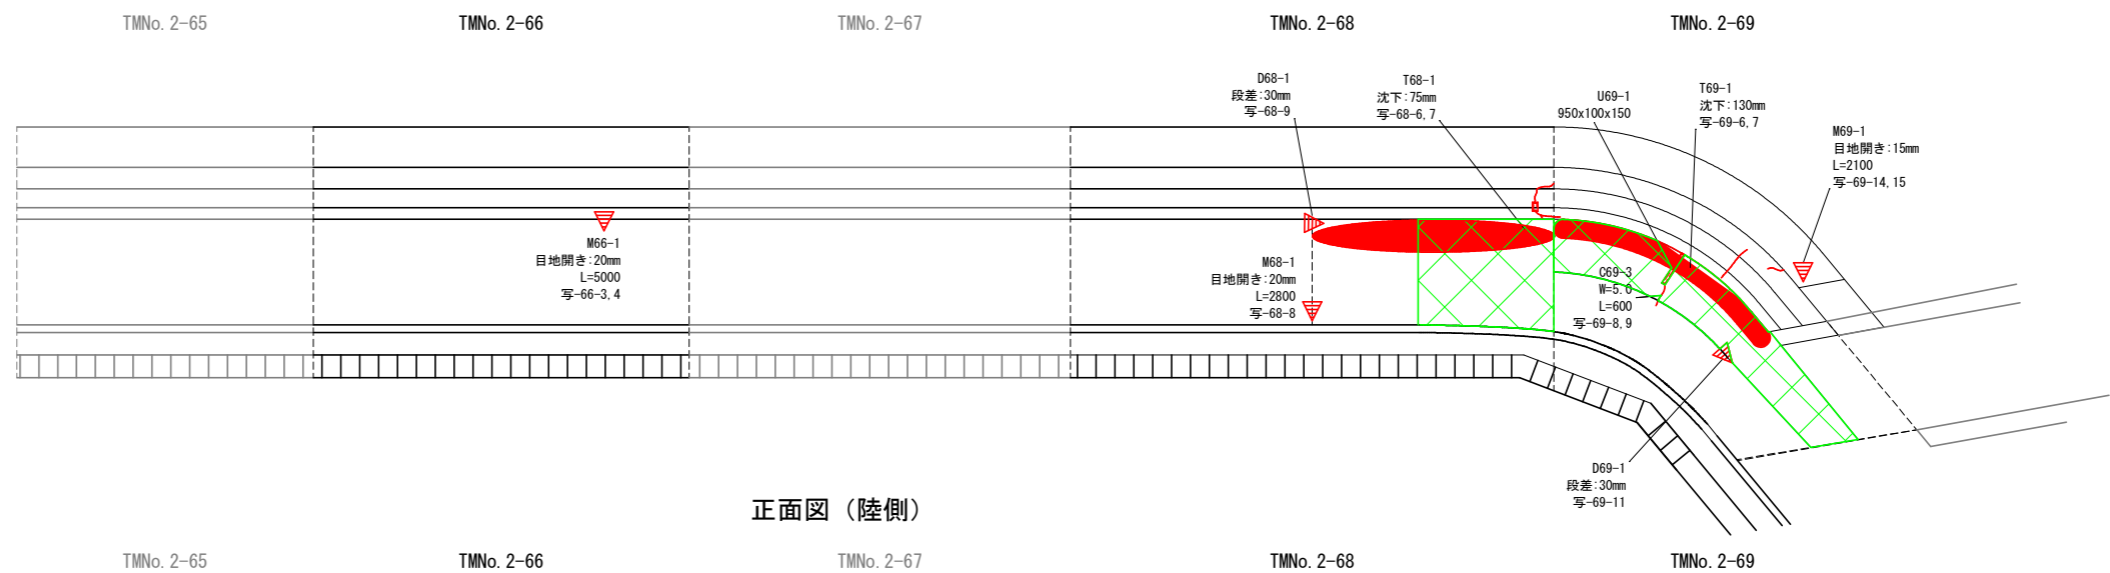 TMNo. 2-65
TMNo. 2-66
TMNo. 2-67
TMNo. 2-68
TMNo. 2-69
D68-1
段差:30mm
写-68-9
T68-1
沈下:75mm
写-68-6,7
U69-1
950x100x150
T69-1
沈下:130mm
写-69-6,7
M69-1
目地開き:15mm
L=2100
写-69-14,15
M66-1
目地開き:20mm
L=5000
写-66-3,4
M68-1
目地開き:20mm
L=2800
写-68-8
C69-3
W=5.0
L=600
写-69-8,9
D69-1
段差:30mm
写-69-11
正面図（陸側）
TMNo. 2-65
TMNo. 2-66
TMNo. 2-67
TMNo. 2-68
TMNo. 2-69